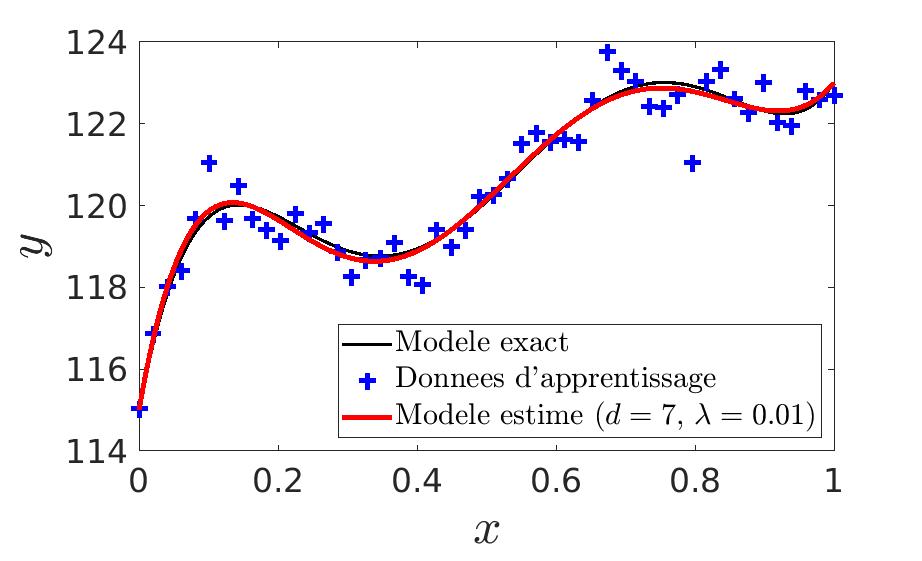 124
122
120
118
116
114
y
Modele exact
Donnees d'apprentissage
Modele estime (d = 7, λ = 0.01)
0 0.2 0.4 0.6 0.8 1
x